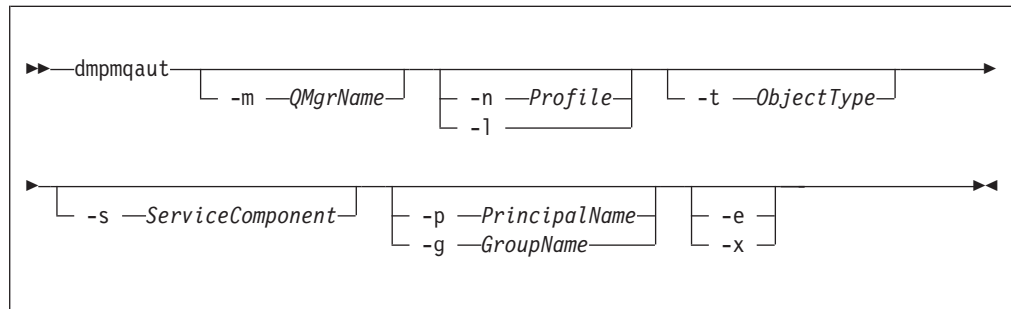 dmpmqaut
-m QMgrName
-n Profile
-l
-t ObjectType
-s ServiceComponent
-p PrincipalName
-g GroupName
-e
-x